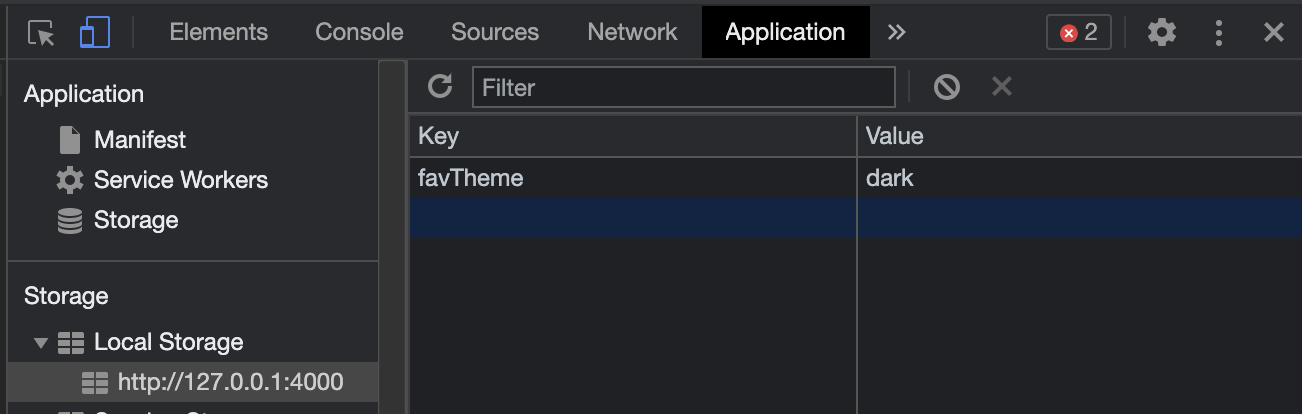 Elements Console Sources Network Application » 2
Application
Manifest
Service Workers
Storage
Storage
Local Storage
http://127.0.0.1:4000
Filter
Key Value
favTheme dark